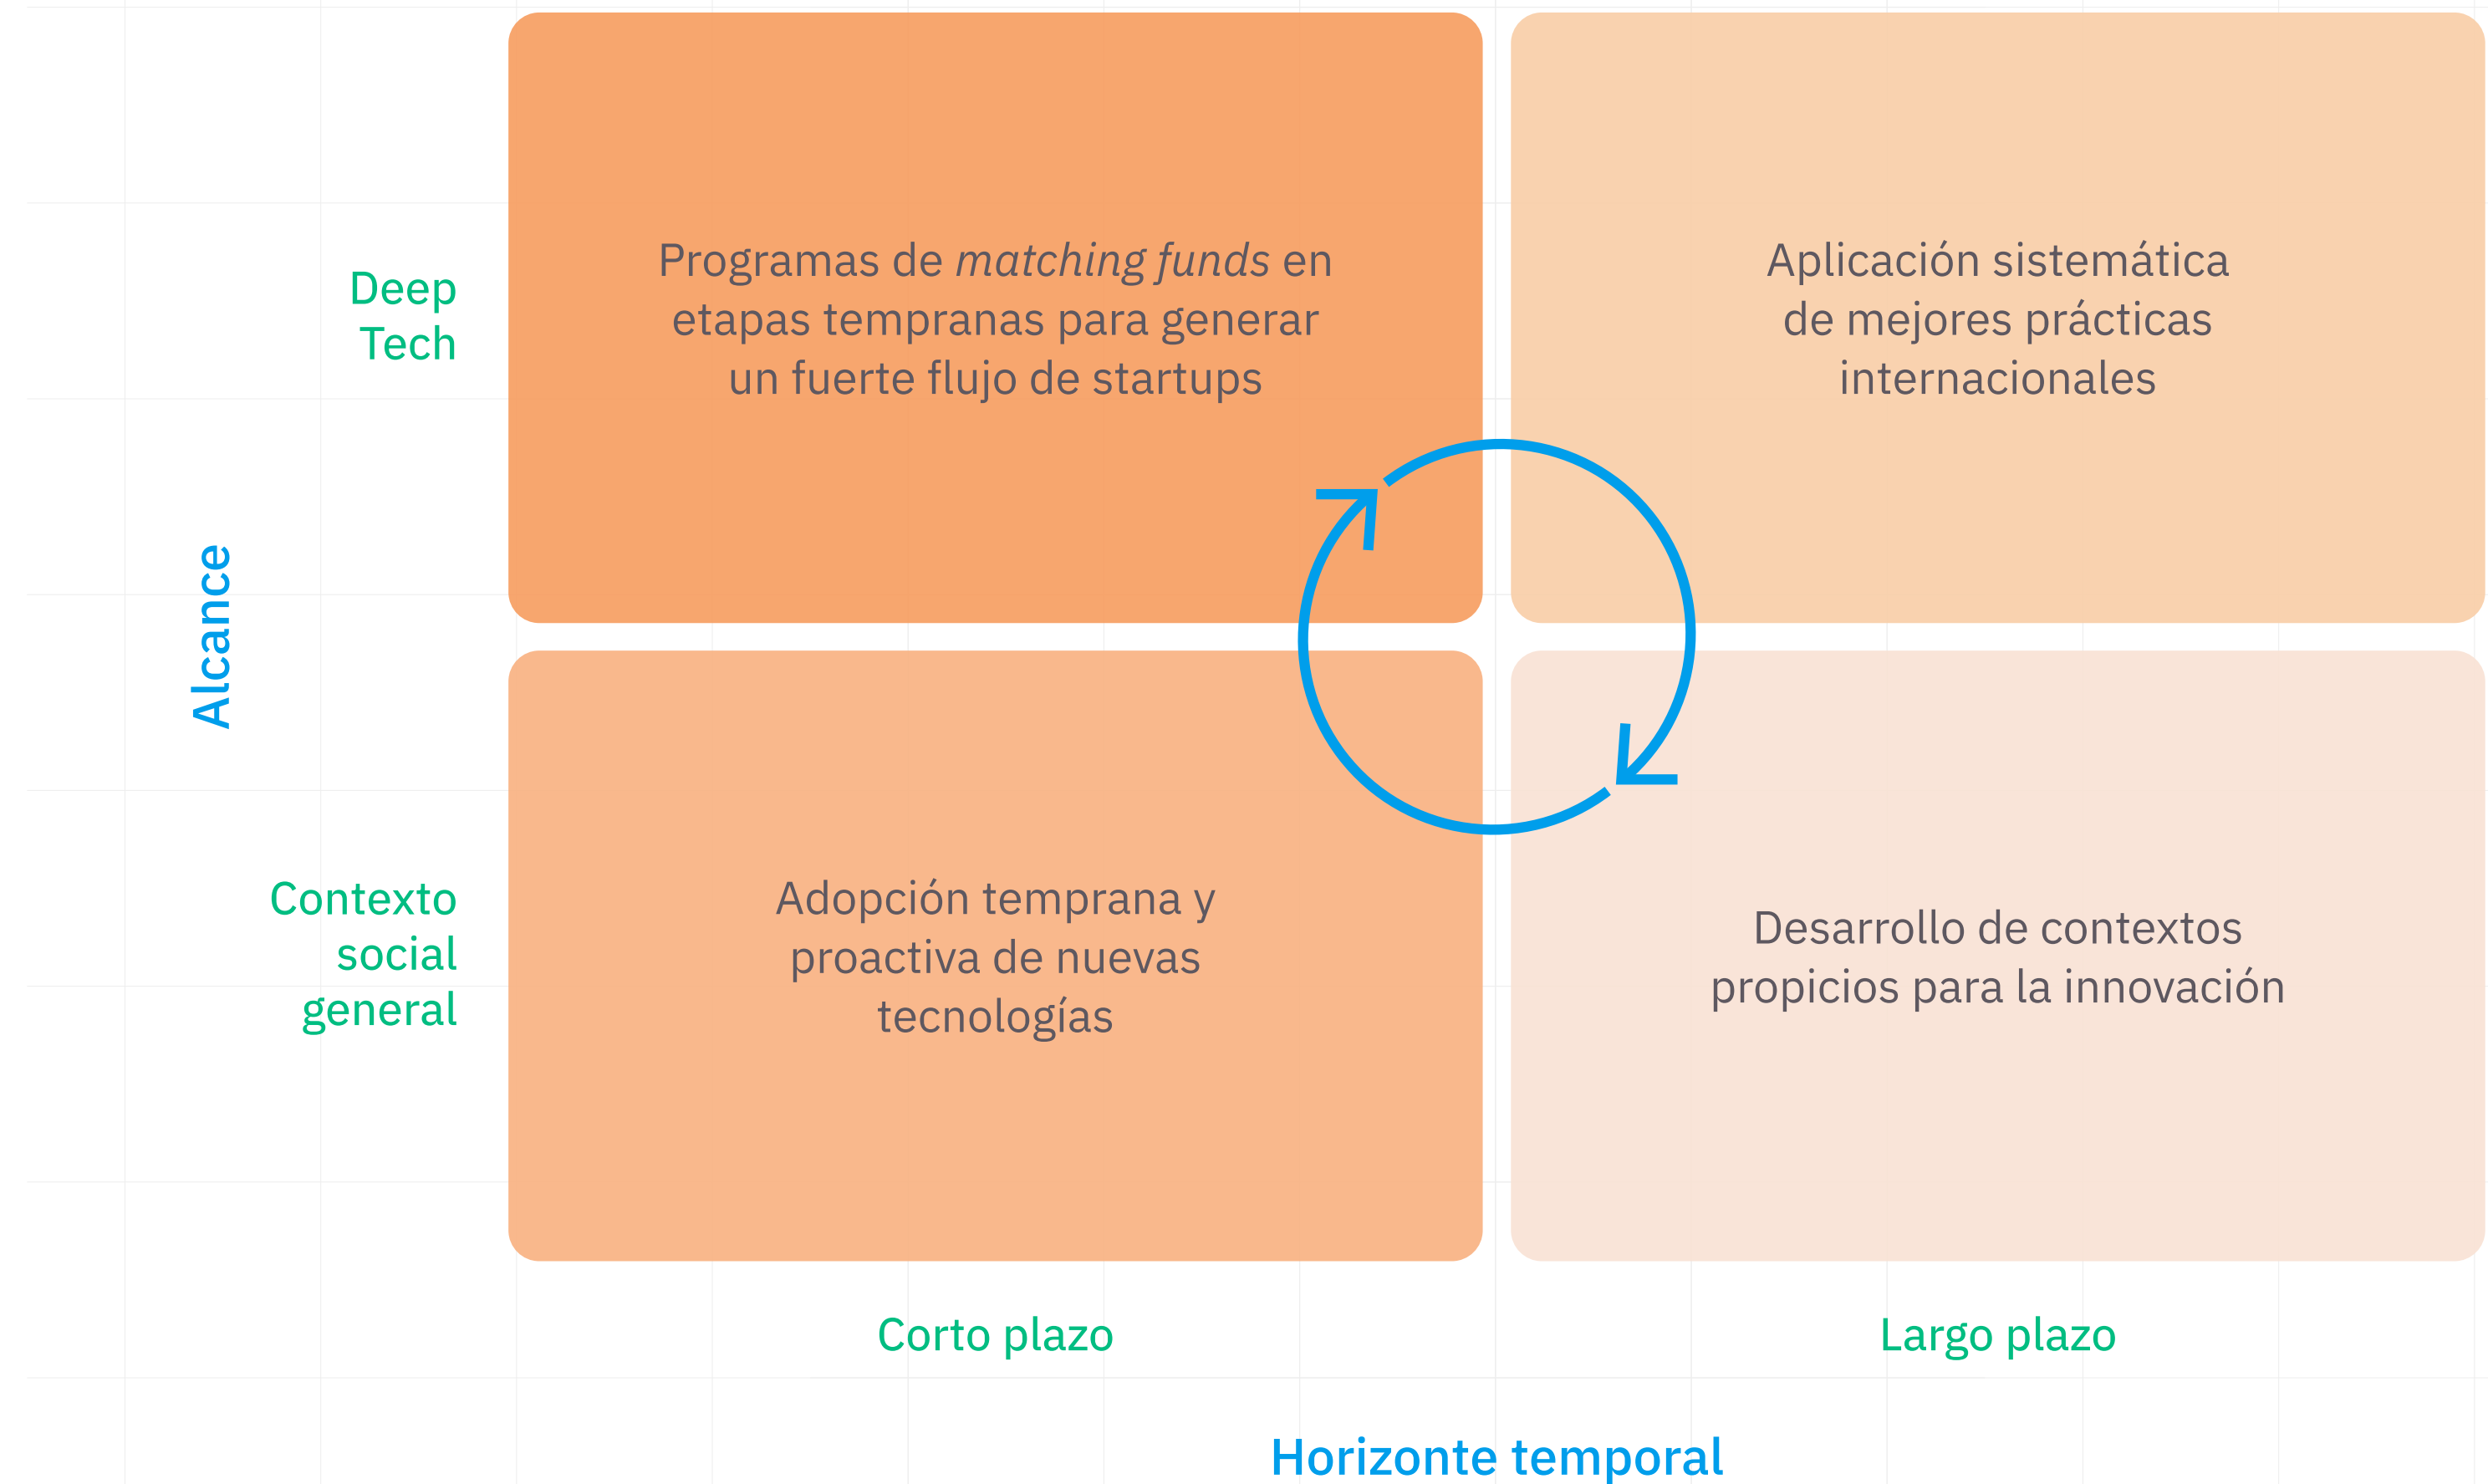 Programas de matching funds en
etapas tempranas para generar
un fuerte flujo de startups
Aplicación sistemática
de mejores prácticas
internacionales
Deep
Tech
Alcance
Contexto
social
general
Adopción temprana y
proactiva de nuevas
tecnologías
Desarrollo de contextos
propicios para la innovación
Corto plazo
Largo plazo
Horizonte temporal